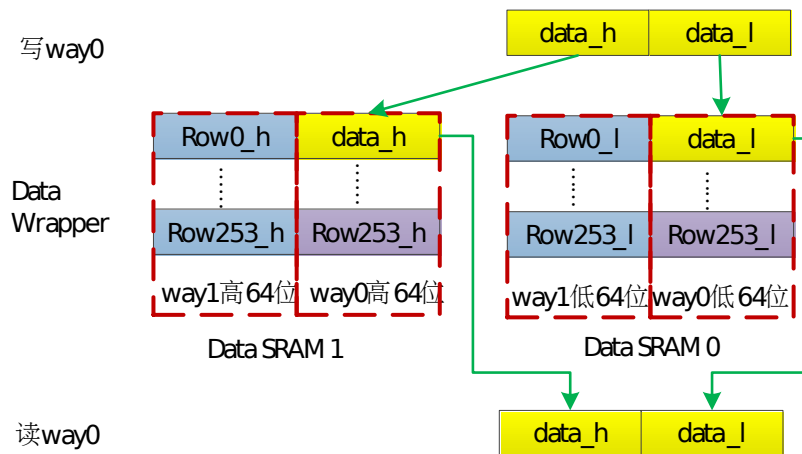 写way0
data_h data_l
Row0_h data_h Row0_l data_l
Data
Wrapper
Row253_h Row253_h Row253_l Row253_l
way1高64位 way0高64位 way1低64位 way0低64位
Data SRAM 1 Data SRAM 0
读way0
data_h data_l